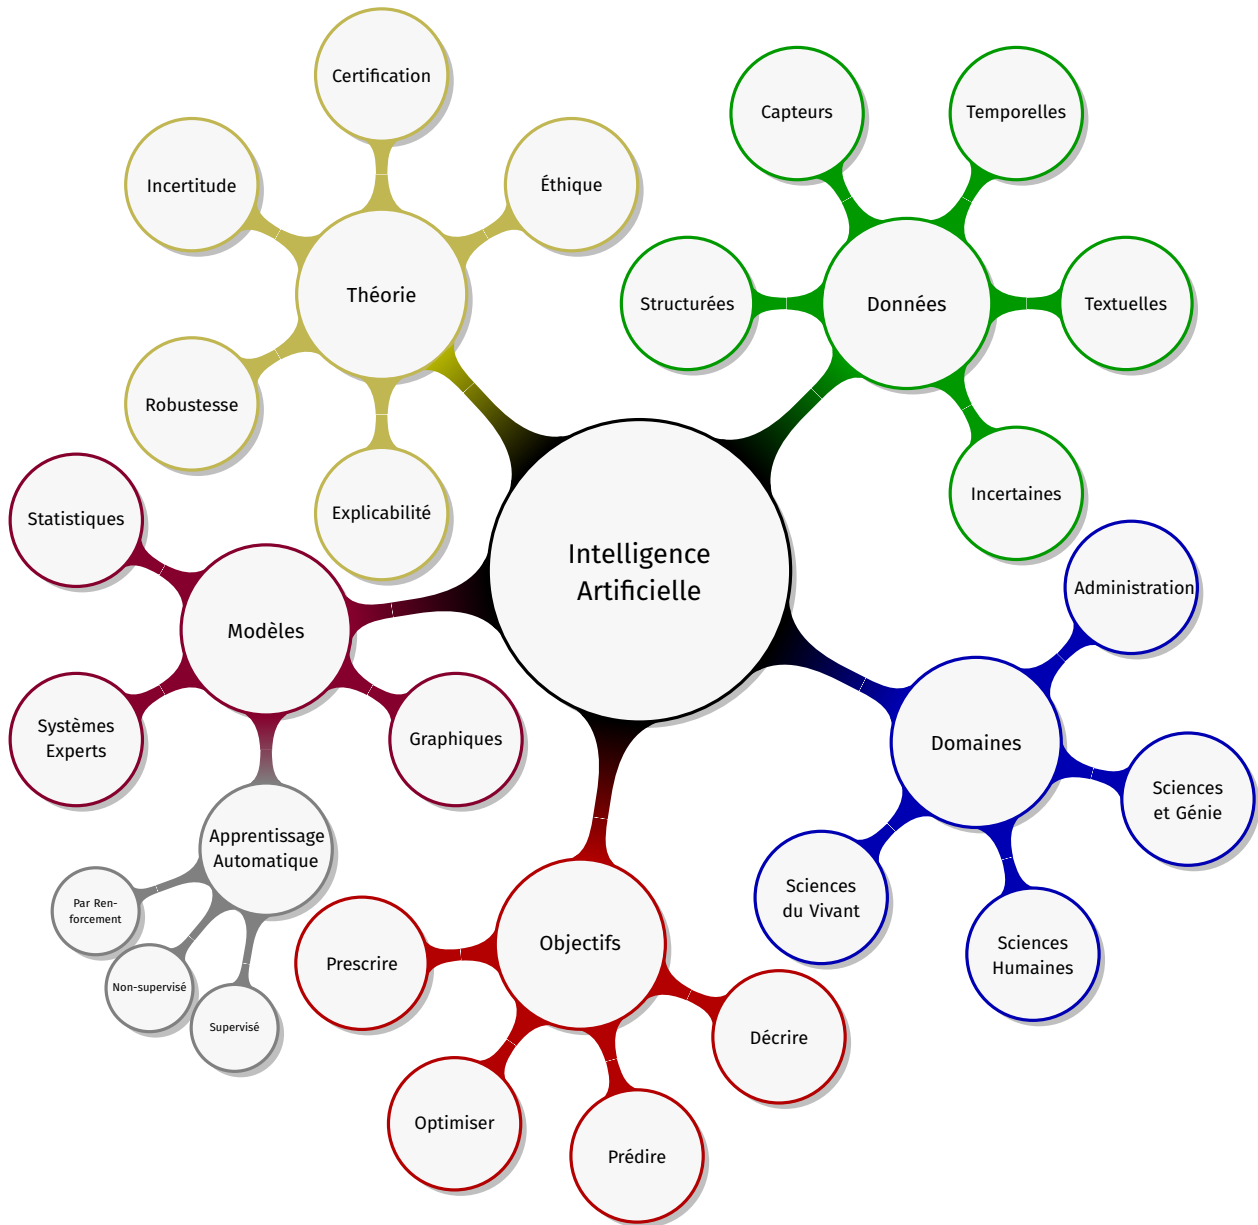 Certification
Incertitude
Éthique
Théorie
Robustesse
Explicabilité
Capteurs
Temporelles
Structurées
Données
Textuelles
Incertaines
Intelligence
Artificielle
Statistiques
Modèles
Systèmes
Experts
Graphiques
Apprentissage
Automatique
Par Ren-
forcement
Non-supervisé
Supervisé
Administration
Domaines
Sciences
et Génie
Sciences
du Vivant
Sciences
Humaines
Objectifs
Prescrire
Décrire
Optimiser
Prédire